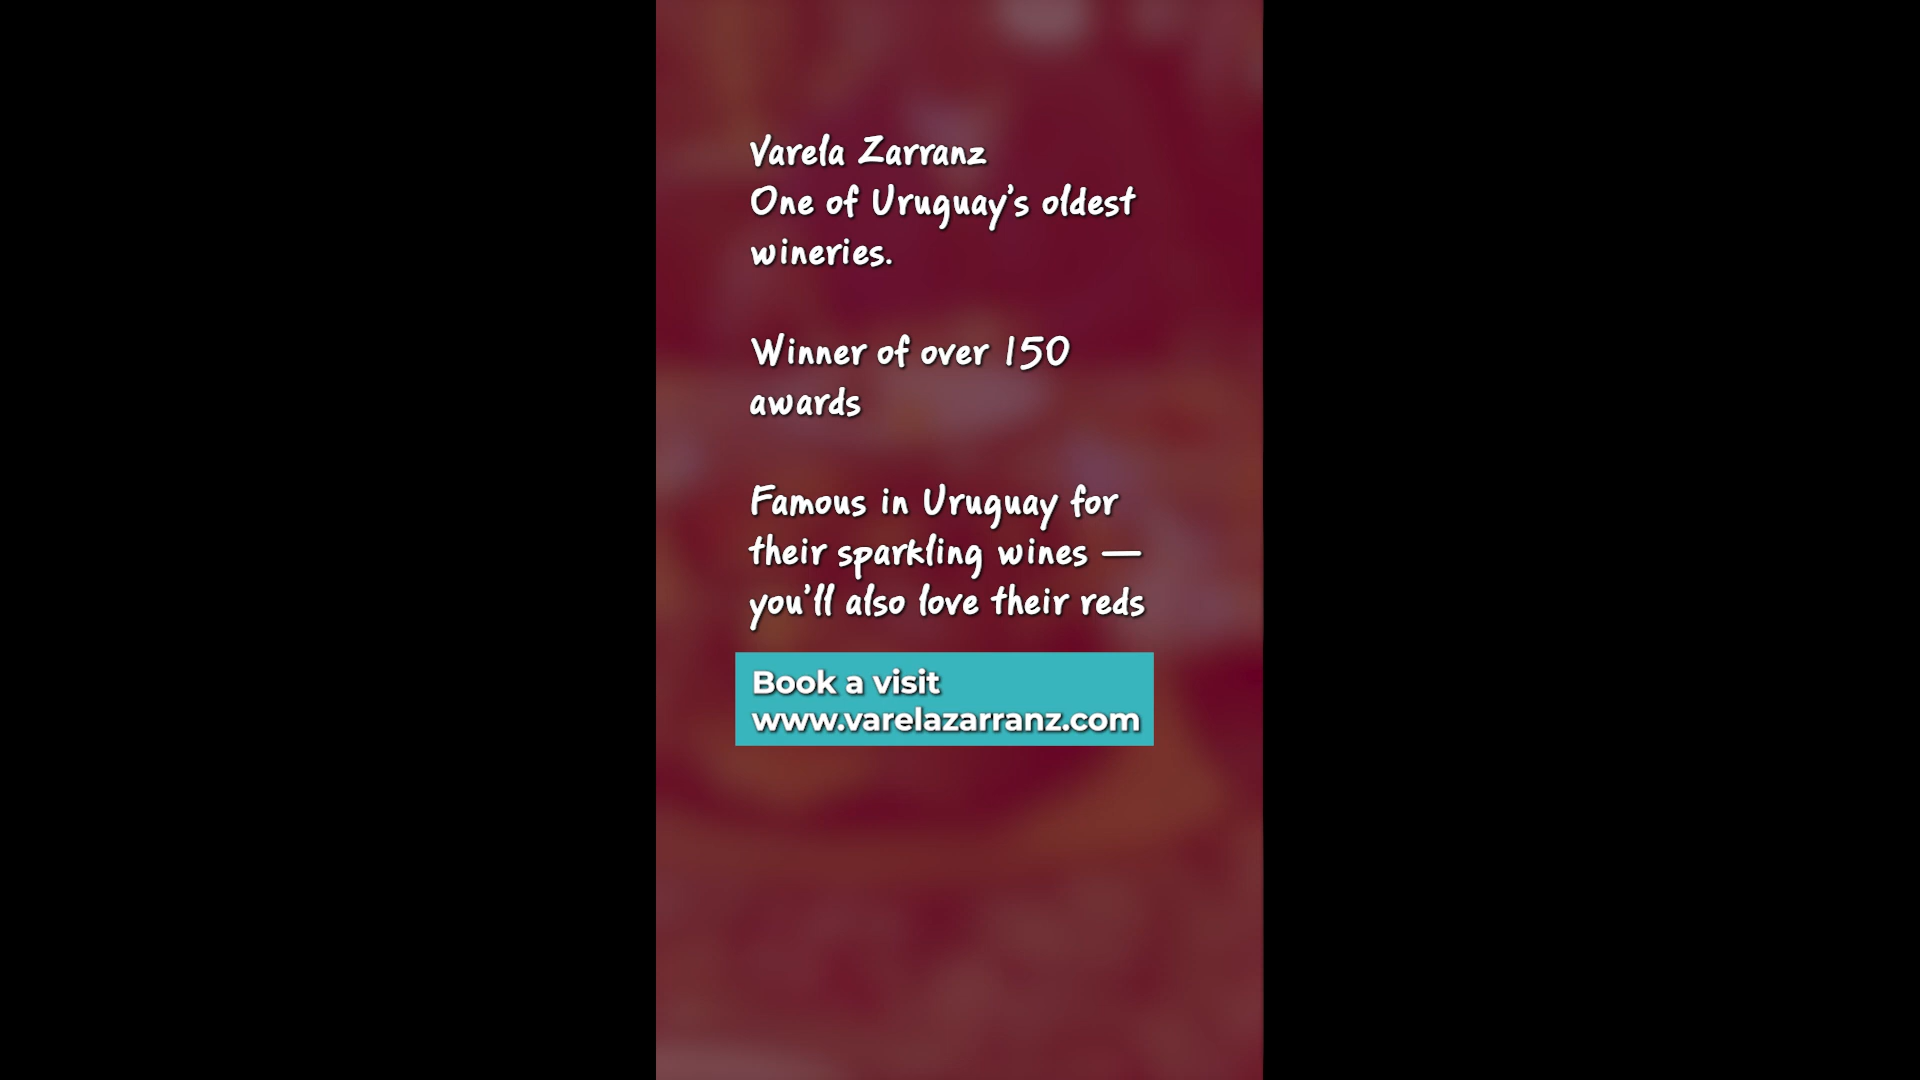 Varela Zarranz
One of Uruguay's oldest
wineries.
Winner of over 150
awards
Famous in Uruguay for
their sparkling wines —
you'll also love their reds
Book a visit
www.varelazarranz.com